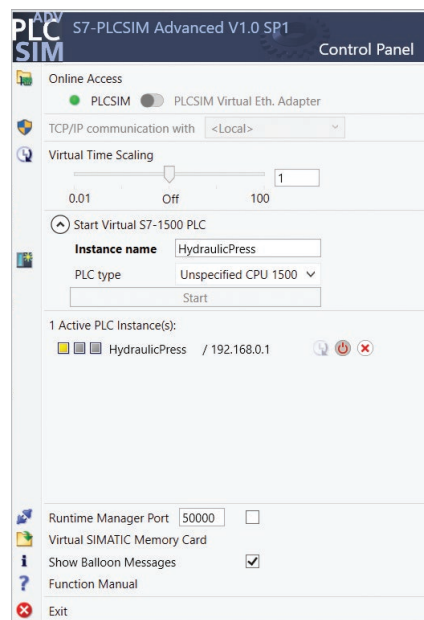 ADV
PLC
SIM
S7-PLCSIM Advanced V1.0 SP1
Control Panel
Online Access
PLCSIM PLCSIM Virtual Eth. Adapter
TCP/IP communication with <Local>
Virtual Time Scaling
1
0.01 Off 100
Start Virtual S7-1500 PLC
Instance name HydraulicPress
PLC type Unspecified CPU 1500
Start
1 Active PLC Instance(s):
HydraulicPress / 192.168.0.1
Runtime Manager Port 50000
Virtual SIMATIC Memory Card
Show Balloon Messages
Function Manual
Exit